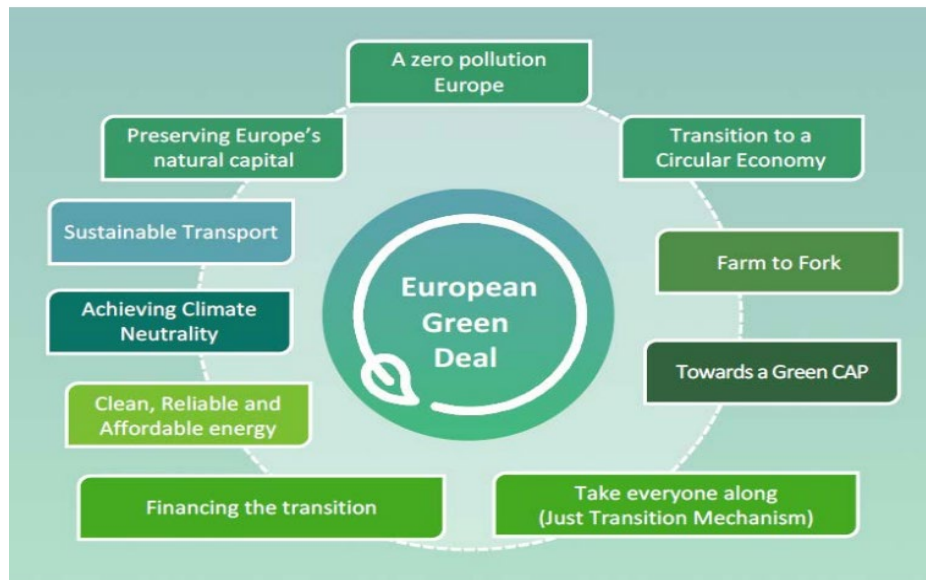 A zero pollution
Europe
Preserving Europe's
natural capital
Transition to a
Circular Economy
Sustainable Transport
Farm to Fork
European
Green
Deal
Achieving Climate
Neutrality
Towards a Green CAP
Clean, Reliable and
Affordable energy
Financing the transition
Take everyone along
(Just Transition Mechanism)